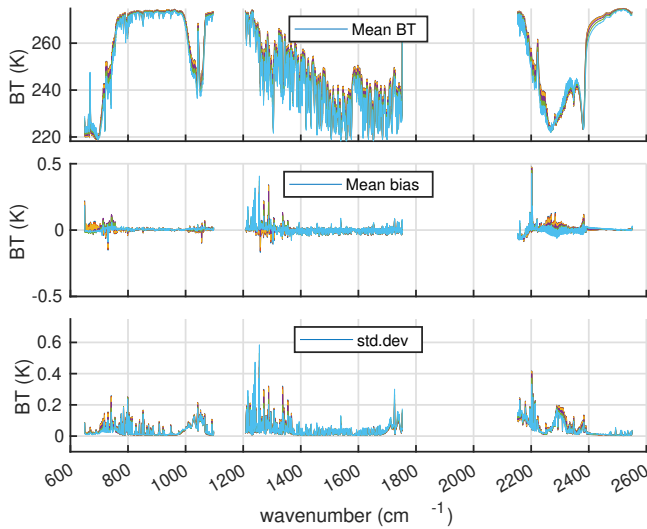 260
240
220
BT (K)
Mean BT
0.5
0
-0.5
BT (K)
Mean bias
0.6
0.4
0.2
0
BT (K)
std.dev
600 800 1000 1200 1400 1600 1800 2000 2200 2400 2600
wavenumber (cm -1)